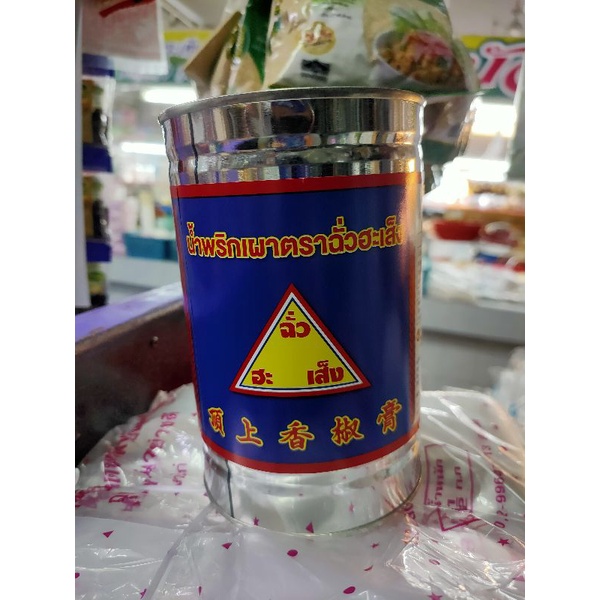 น้ำพริกเผาตราฉั่วฮะเส็ง
ฉั่ว
ฮะ เส็ง
頂上香椒膏